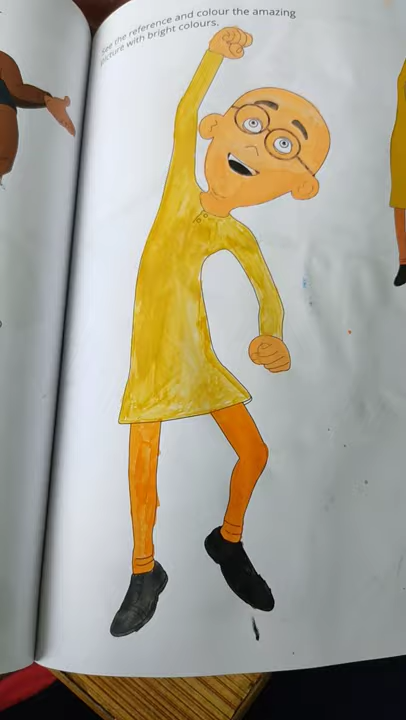 See the reference and colour the amazing
picture with bright colours.